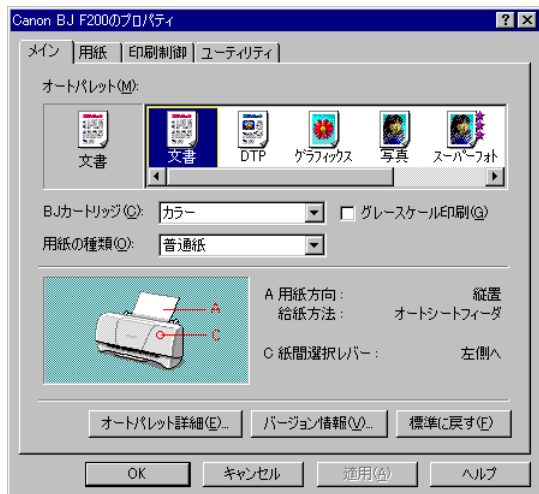 Canon BJ F200のプロパティ
メイン 用紙 印刷制御 ユーティリティ
オートパレット(M):
文書 文書 DTP グラフィックス 写真 スーパーフォト
BJカートリッジ(C): カラー グレースケール印刷(G)
用紙の種類(O): 普通紙
A A 用紙方向: 縦置
給紙方法: オートシートフィーダ
C C 紙間選択レバー: 左側へ
オートパレット詳細(E)... バージョン情報(V)... 標準に戻す(F)
OK キャンセル 適用(A) ヘルプ